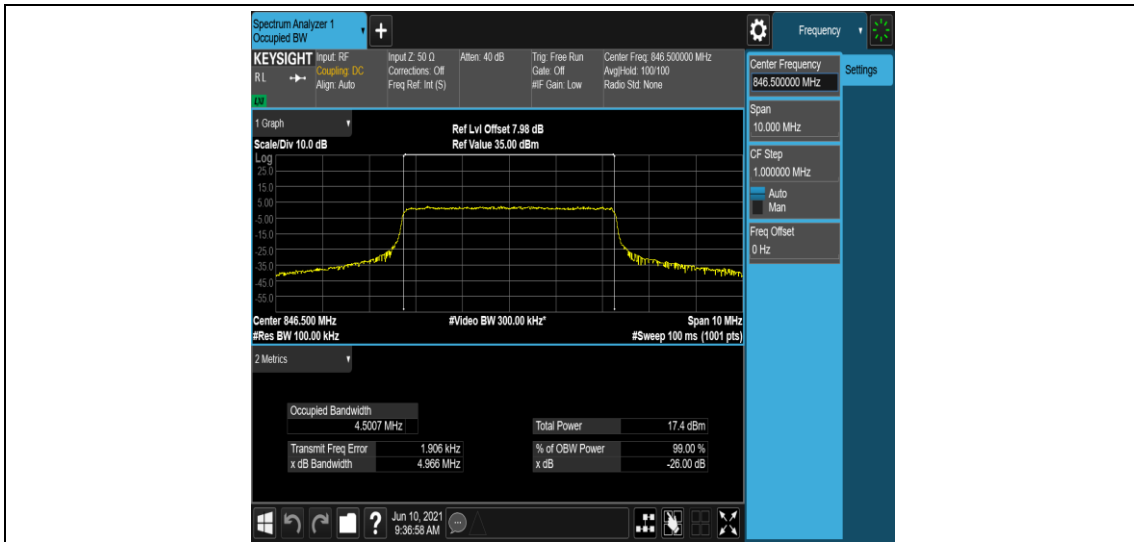 Spectrum Analyzer 1
Occupied BW
Frequency
KEYSIGHT
RL
Input: RF
Coupling: DC
Align: Auto
Input Z: 50 Ω
Corrections: Off
Freq Ref: Int (S)
Atten: 40 dB
Trig: Free Run
Gate: Off
#IF Gain: Low
Center Freq: 846.500000 MHz
Avg|Hold: 100/100
Radio Std: None
Center Frequency
846.500000 MHz
Settings
Span
10.000 MHz
CF Step
1.000000 MHz
Auto
Man
Freq Offset
0 Hz
1 Graph
Scale/Div 10.0 dB
Ref Lvl Offset 7.98 dB
Ref Value 35.00 dBm
Log
25.0
15.0
5.00
-5.00
-15.0
-25.0
-35.0
-45.0
-55.0
Center 846.500 MHz
#Video BW 300.00 kHz*
Span 10 MHz
#Res BW 100.00 kHz
#Sweep 100 ms (1001 pts)
2 Metrics
Occupied Bandwidth
4.5007 MHz
Total Power 17.4 dBm
Transmit Freq Error 1.906 kHz
% of OBW Power 99.00 %
x dB Bandwidth 4.966 MHz
x dB -26.00 dB
?
Jun 10, 2021
9:36:58 AM